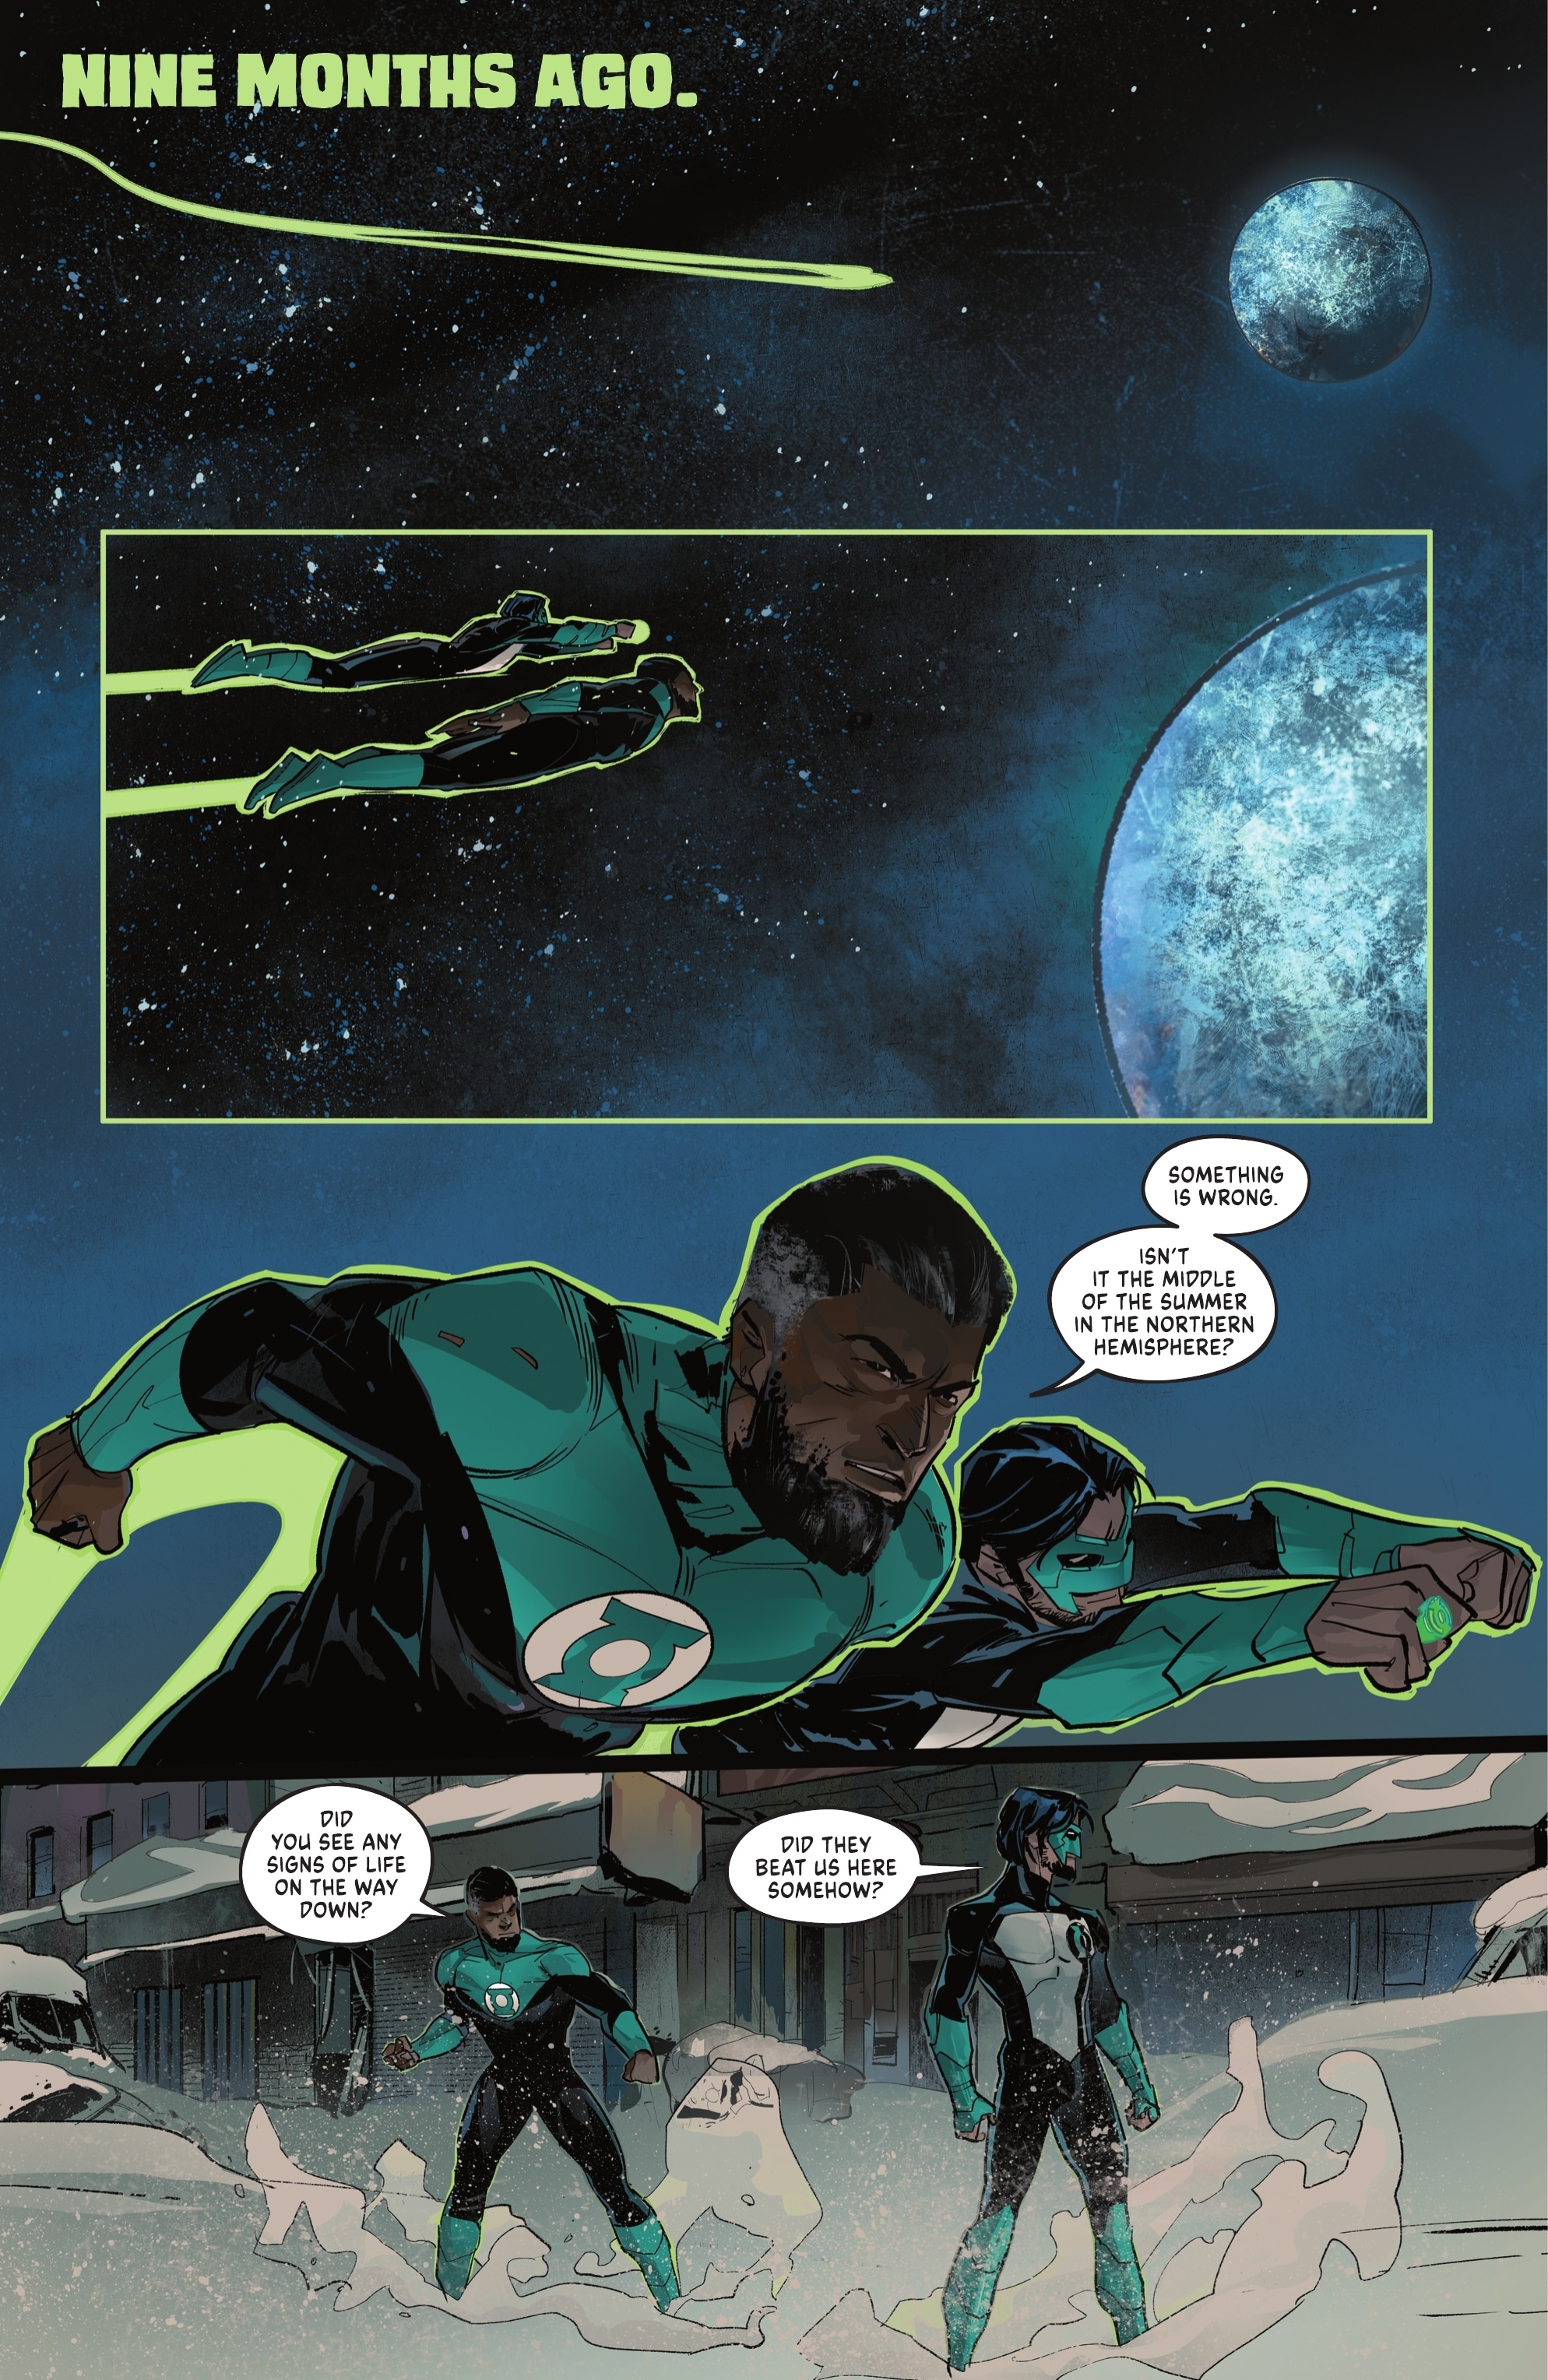 NINE MONTHS AGO.
SOMETHING
IS WRONG.
ISN'T
IT THE MIDDLE
OF THE SUMMER
IN THE NORTHERN
HEMISPHERE?
DID
YOU SEE ANY
SIGNS OF LIFE
ON THE WAY
DOWN?
DID THEY
BEAT US HERE
SOMEHOW?